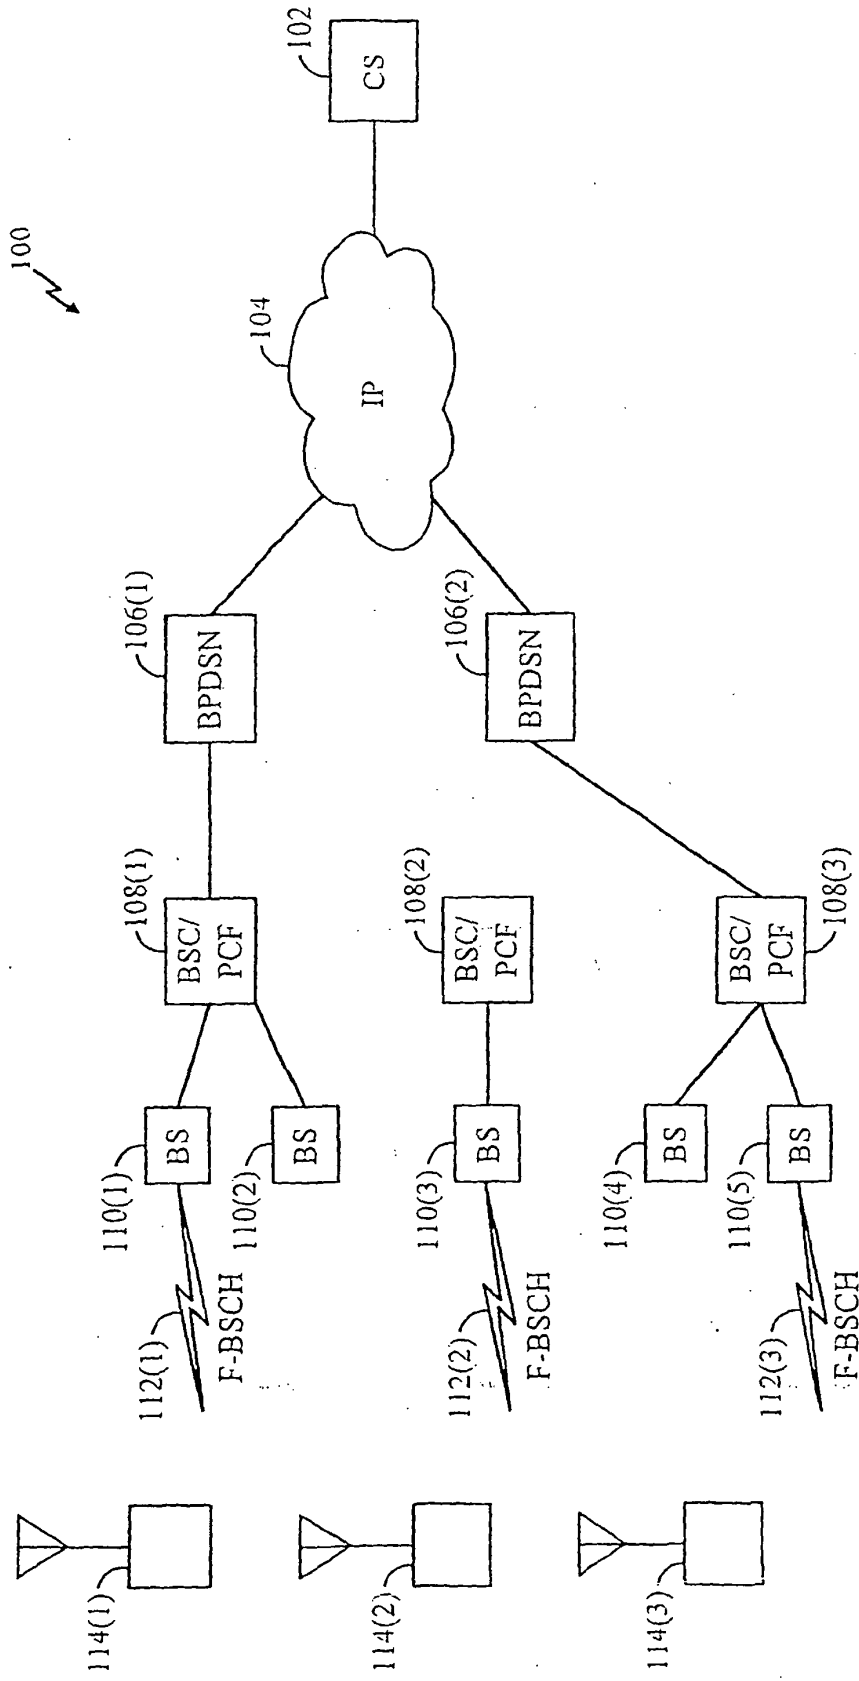 100
102
CS
104
IP
106(1)
BPDSN
106(2)
BPDSN
108(1)
BSC/
PCF
108(2)
BSC/
PCF
108(3)
BSC/
PCF
110(1)
BS
110(2)
BS
110(3)
BS
110(4)
BS
110(5)
BS
112(1)
F-BSCH
112(2)
F-BSCH
112(3)
F-BSCH
114(1)
114(2)
114(3)